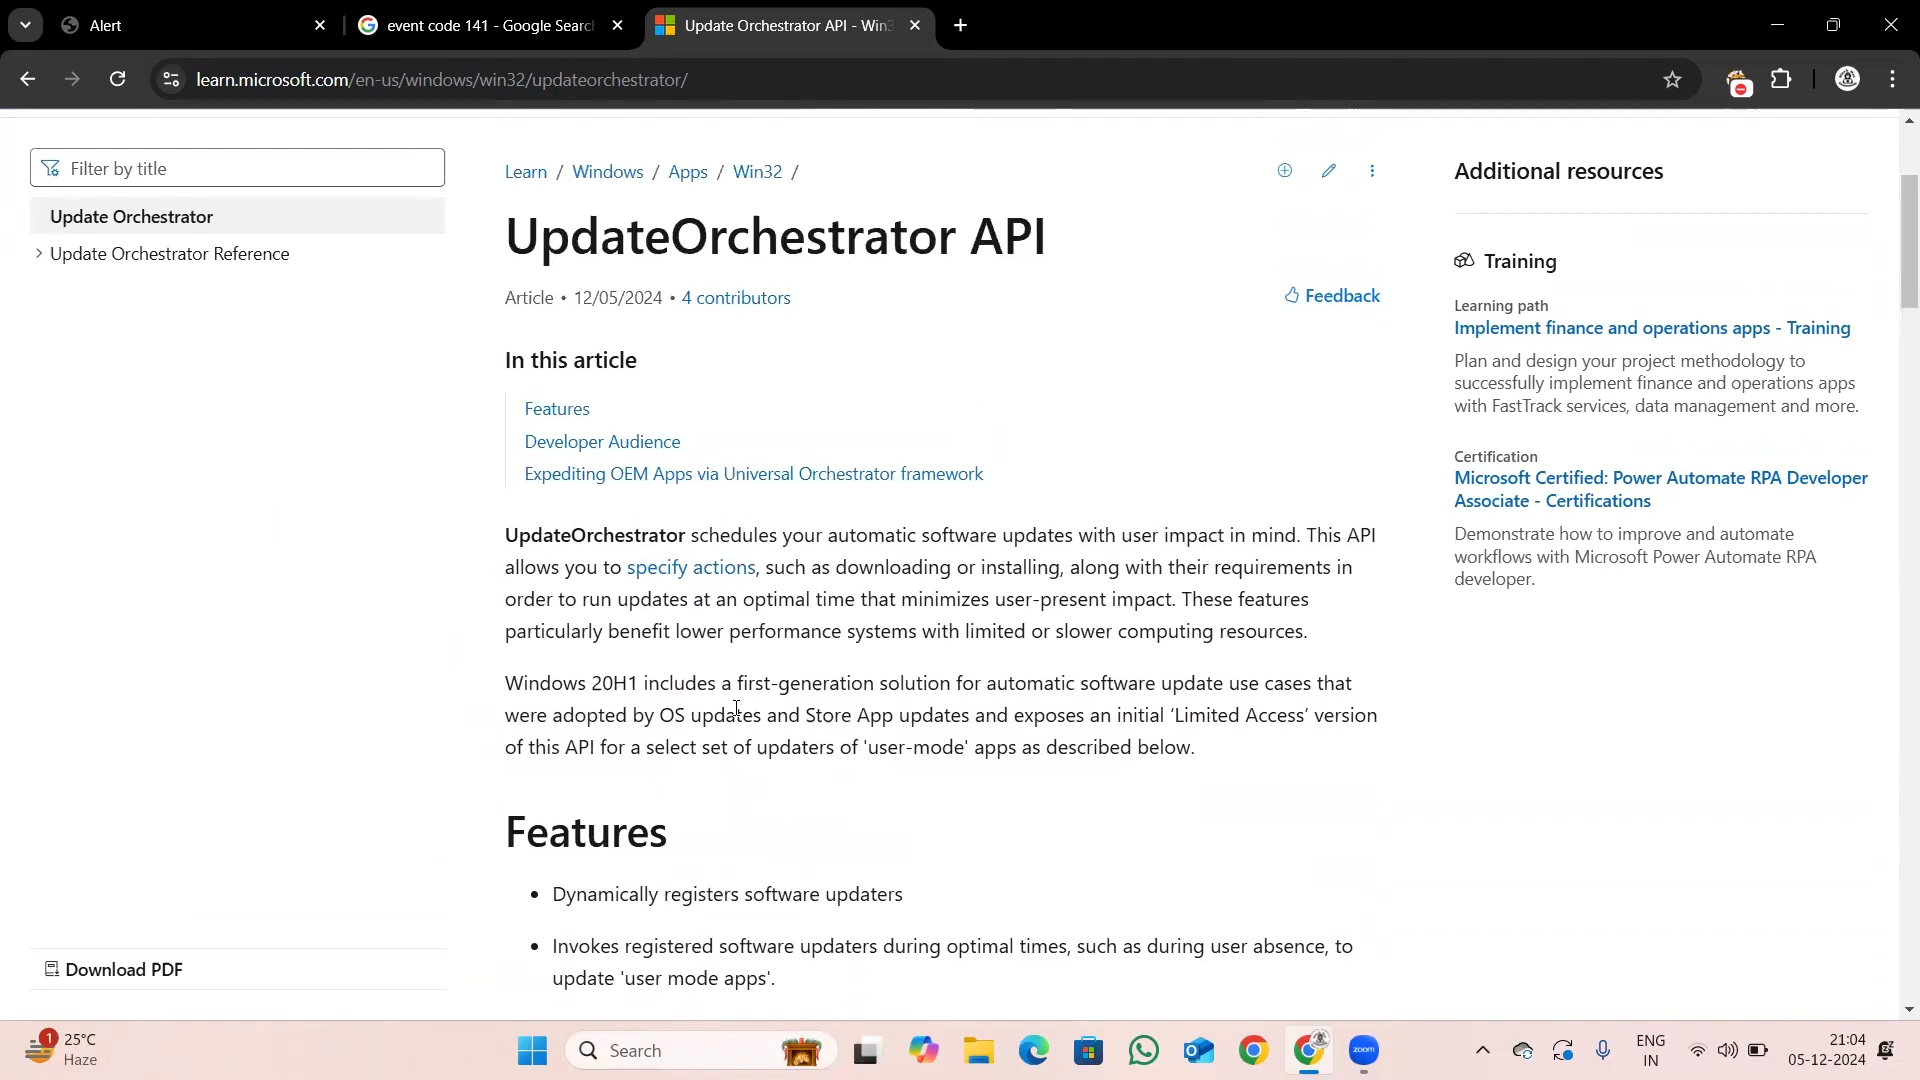 Alert
event code 141 - Google Search
Update Orchestrator API - Win3
learn.microsoft.com/en-us/windows/win32/updateorchestrator/
Filter by title
Update Orchestrator
Update Orchestrator Reference
Download PDF
Learn / Windows / Apps / Win32 /
UpdateOrchestrator API
Article • 12/05/2024 • 4 contributors
Feedback
In this article
Features
Developer Audience
Expediting OEM Apps via Universal Orchestrator framework
UpdateOrchestrator schedules your automatic software updates with user impact in mind. This API
allows you to specify actions, such as downloading or installing, along with their requirements in
order to run updates at an optimal time that minimizes user-present impact. These features
particularly benefit lower performance systems with limited or slower computing resources.
Windows 20H1 includes a first-generation solution for automatic software update use cases that
were adopted by OS updates and Store App updates and exposes an initial ‘Limited Access’ version
of this API for a select set of updaters of 'user-mode' apps as described below.
Features
• Dynamically registers software updaters
• Invokes registered software updaters during optimal times, such as during user absence, to
update 'user mode apps'.
Additional resources
Training
Learning path
Implement finance and operations apps - Training
Plan and design your project methodology to
successfully implement finance and operations apps
with FastTrack services, data management and more.
Certification
Microsoft Certified: Power Automate RPA Developer
Associate - Certifications
Demonstrate how to improve and automate
workflows with Microsoft Power Automate RPA
developer.
1
25°C
Haze
Search
zoom
ENG
IN
21:04
05-12-2024